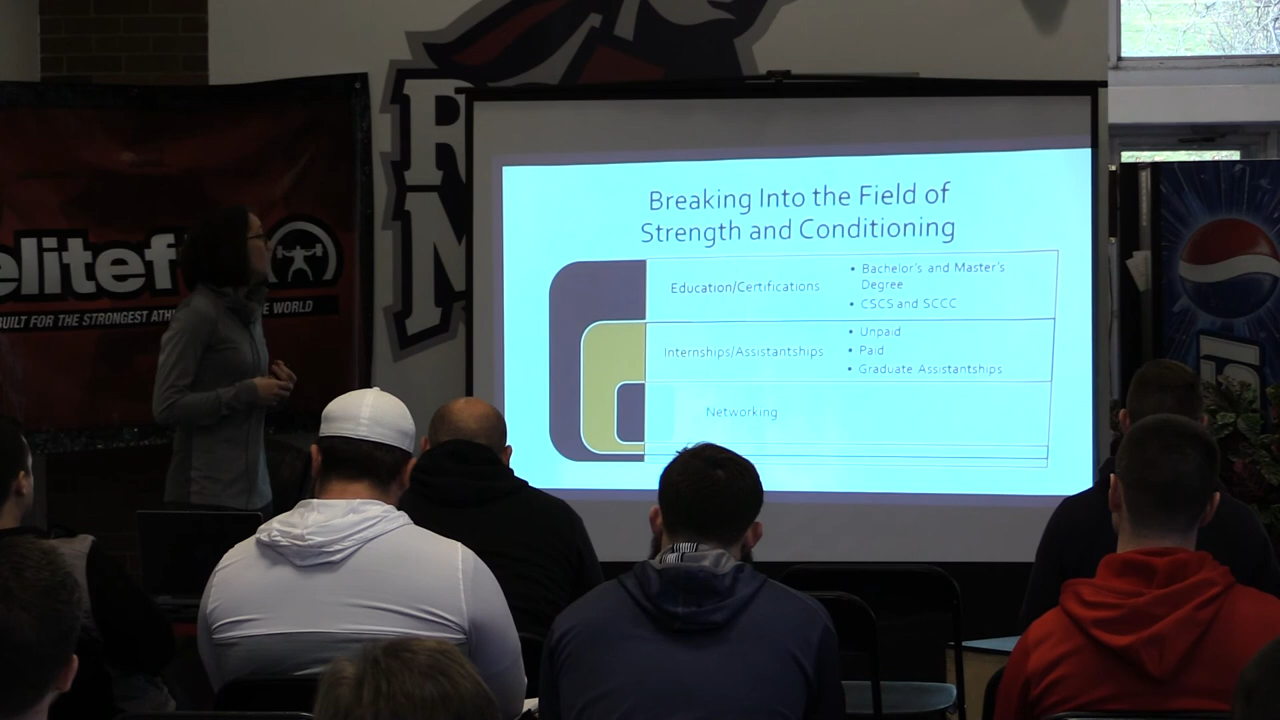 R
M
elitef
BUILT FOR THE STRONGEST ATH
E WORLD
Breaking Into the Field of
Strength and Conditioning
Education/Certifications
• Bachelor's and Master's
Degree
• CSCS and SCCC
Internships/Assistantships
• Unpaid
• Paid
• Graduate Assistantships
Networking